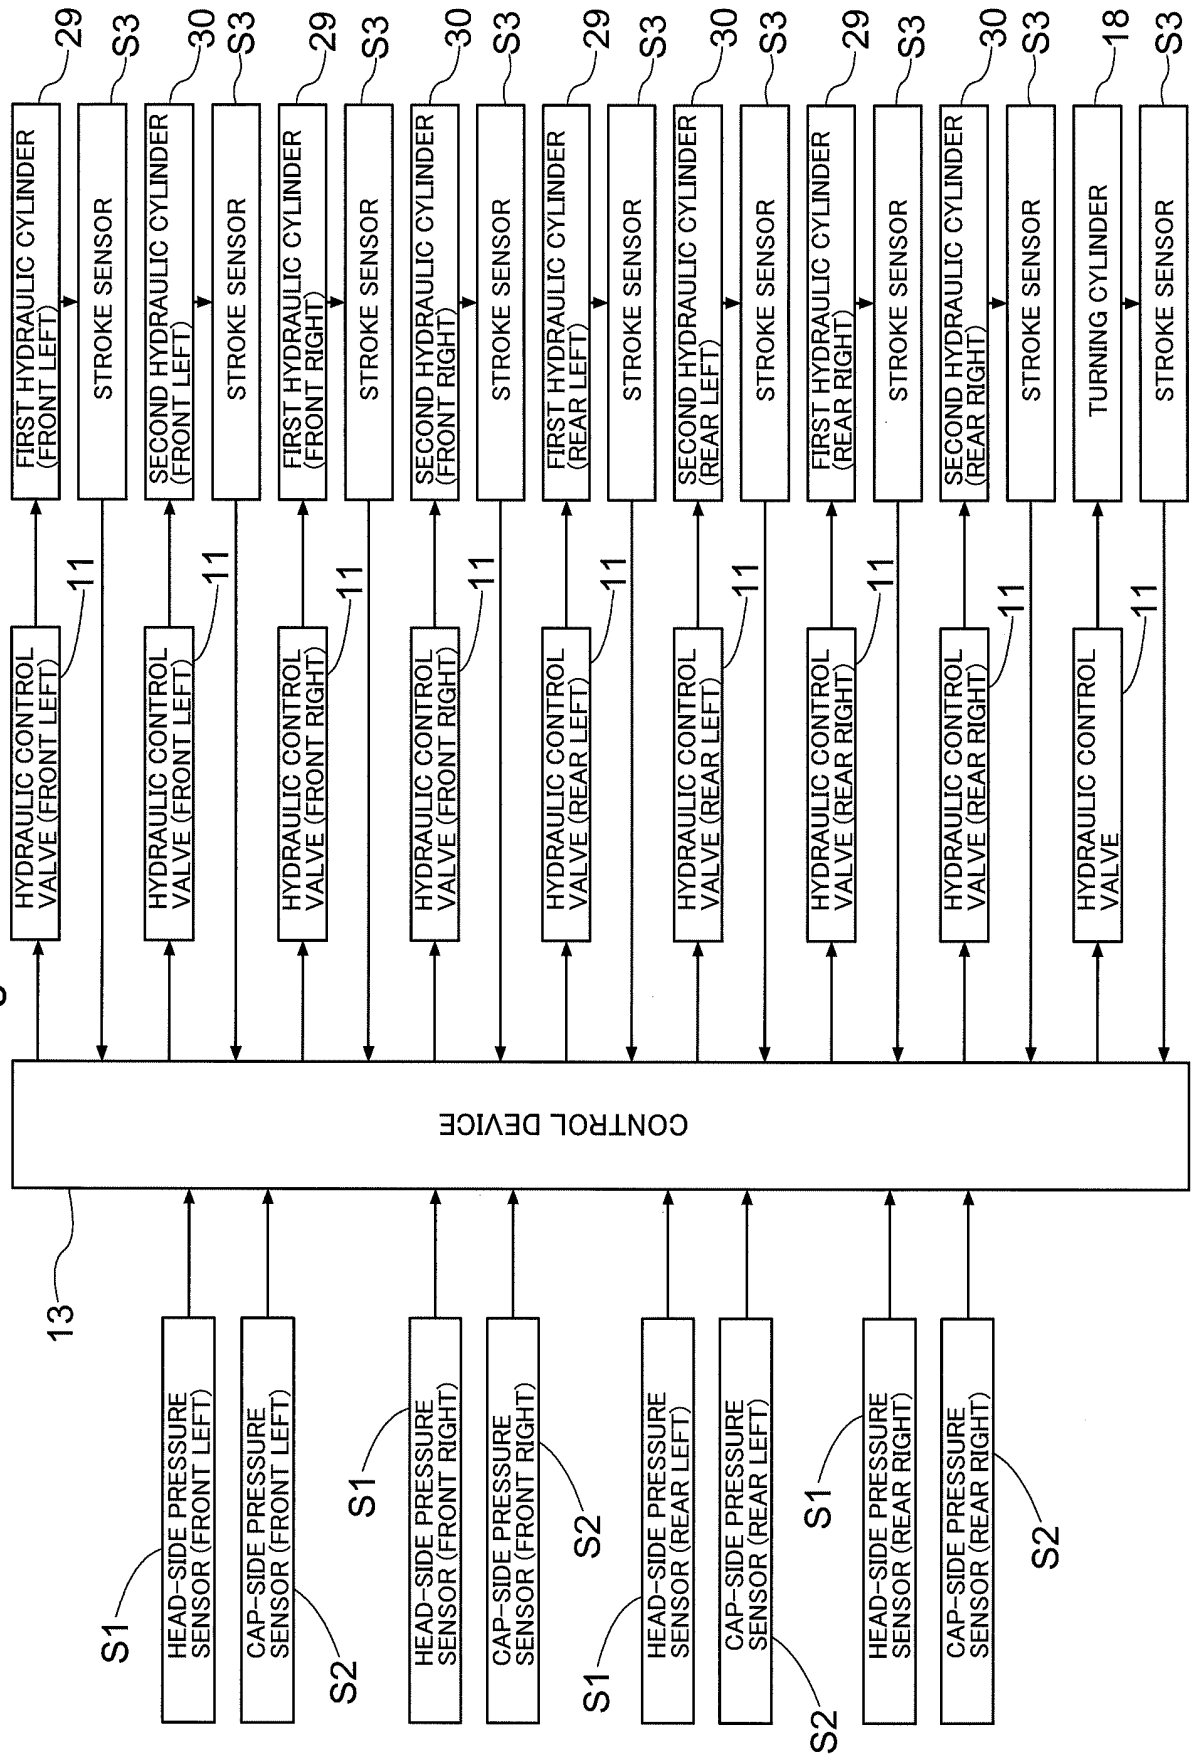 HEAD-SIDE PRESSURE
SENSOR (FRONT LEFT)
S1
CAP-SIDE PRESSURE
SENSOR (FRONT LEFT)
S2
HEAD-SIDE PRESSURE
SENSOR (FRONT RIGHT)
S1
CAP-SIDE PRESSURE
SENSOR (FRONT RIGHT)
S2
HEAD-SIDE PRESSURE
SENSOR (REAR LEFT)
S1
CAP-SIDE PRESSURE
SENSOR (REAR LEFT)
S2
HEAD-SIDE PRESSURE
SENSOR (REAR RIGHT)
S1
CAP-SIDE PRESSURE
SENSOR (REAR RIGHT)
S2
13
CONTROL DEVICE
HYDRAULIC CONTROL
VALVE (FRONT LEFT)
11
FIRST HYDRAULIC CYLINDER
(FRONT LEFT)
29
STROKE SENSOR
S3
HYDRAULIC CONTROL
VALVE (FRONT LEFT)
11
SECOND HYDRAULIC CYLINDER
(FRONT LEFT)
30
STROKE SENSOR
S3
HYDRAULIC CONTROL
VALVE (FRONT RIGHT)
11
FIRST HYDRAULIC CYLINDER
(FRONT RIGHT)
29
STROKE SENSOR
S3
HYDRAULIC CONTROL
VALVE (FRONT RIGHT)
11
SECOND HYDRAULIC CYLINDER
(FRONT RIGHT)
30
STROKE SENSOR
S3
HYDRAULIC CONTROL
VALVE (REAR LEFT)
11
FIRST HYDRAULIC CYLINDER
(REAR LEFT)
29
STROKE SENSOR
S3
HYDRAULIC CONTROL
VALVE (REAR LEFT)
11
SECOND HYDRAULIC CYLINDER
(REAR LEFT)
30
STROKE SENSOR
S3
HYDRAULIC CONTROL
VALVE (REAR RIGHT)
11
FIRST HYDRAULIC CYLINDER
(REAR RIGHT)
29
STROKE SENSOR
S3
HYDRAULIC CONTROL
VALVE (REAR RIGHT)
11
SECOND HYDRAULIC CYLINDER
(REAR RIGHT)
30
STROKE SENSOR
S3
HYDRAULIC CONTROL
VALVE
11
TURNING CYLINDER
18
STROKE SENSOR
S3